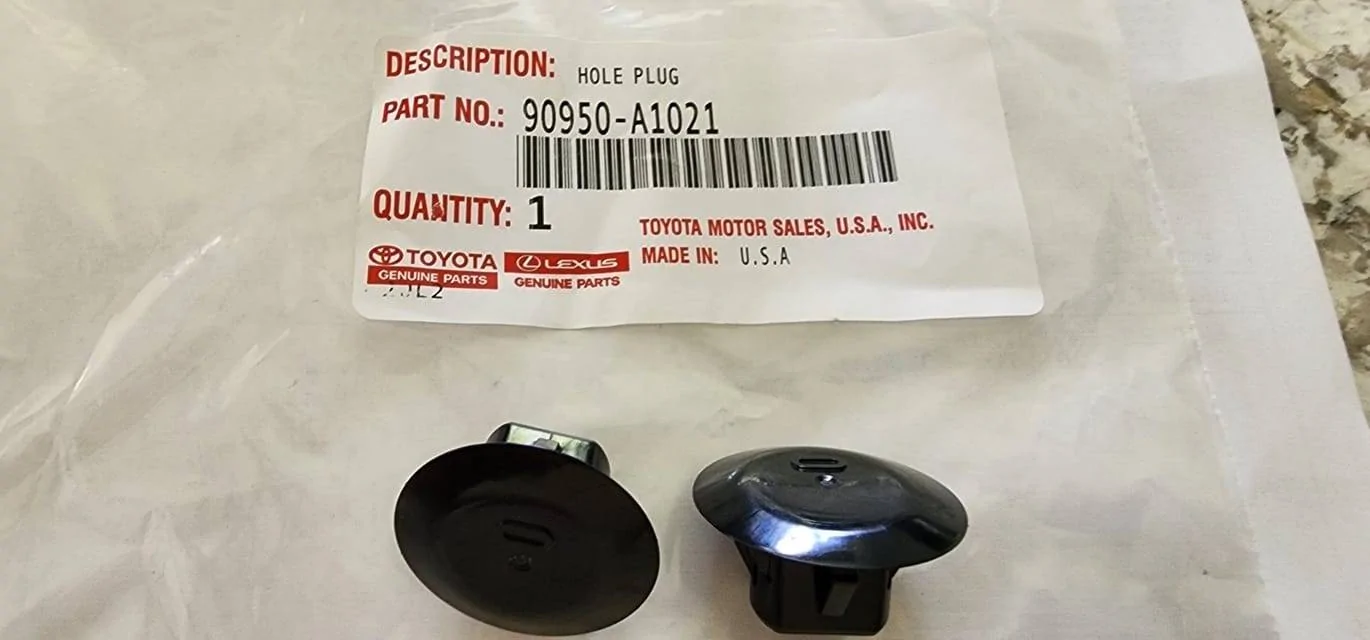 DESCRIPTION: HOLE PLUG
PART NO.: 90950-A1021
QUANTITY: 1
TOYOTA MOTOR SALES, U.S.A., INC.
MADE IN: U.S.A
TOYOTA
GENUINE PARTS
LEXUS
GENUINE PARTS